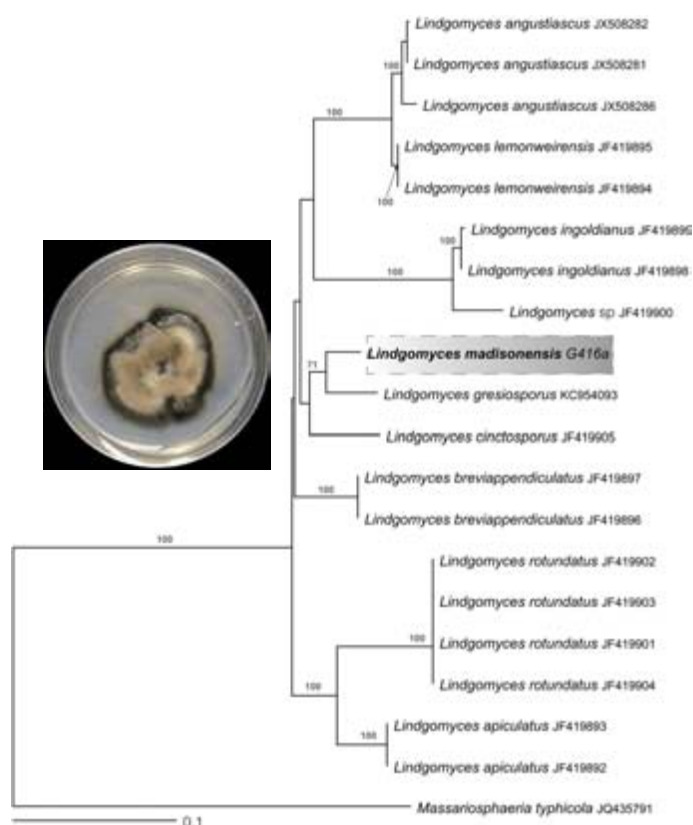 Lindgomyces angustiascus JX508282
Lindgomyces angustiascus JX508281
100
Lindgomyces angustiascus JX508286
100
Lindgomyces lemonweirensis JF419895
Lindgomyces lemonweirensis JF419894
100
Lindgomyces ingoldianus JF419899
100
Lindgomyces ingoldianus JF419898
100
Lindgomyces sp JF419900
Lindgomyces madisonensis G416a
71
Lindgomyces gresiosporus KC954093
Lindgomyces cinctosporus JF419905
Lindgomyces breviappendiculatus JF419897
100
Lindgomyces breviappendiculatus JF419896
100
Lindgomyces rotundatus JF419902
Lindgomyces rotundatus JF419903
100
Lindgomyces rotundatus JF419901
Lindgomyces rotundatus JF419904
100
Lindgomyces apiculatus JF419893
100
Lindgomyces apiculatus JF419892
Massariosphaeria typhicola JQ435791
0.1